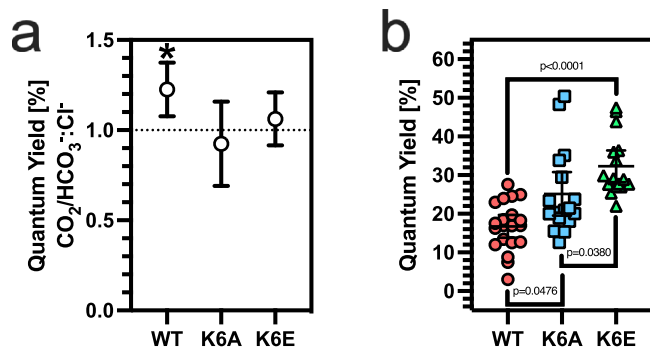 a
Quantum Yield [%]
CO₂/HCO₃⁻:Cl⁻
1.5
1.0
0.5
0.0
*
WT
K6A
K6E
b
Quantum Yield [%]
60
50
40
30
20
10
0
p<0.0001
p=0.0380
p=0.0476
WT
K6A
K6E